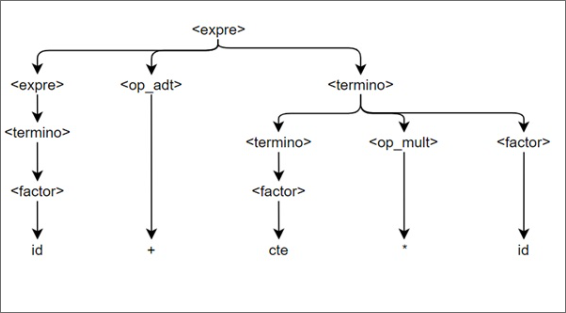 <expre>
<expre> <op_adt> <termino>
<termino> <termino> <op_mult> <factor>
<factor> <factor>
id + cte * id